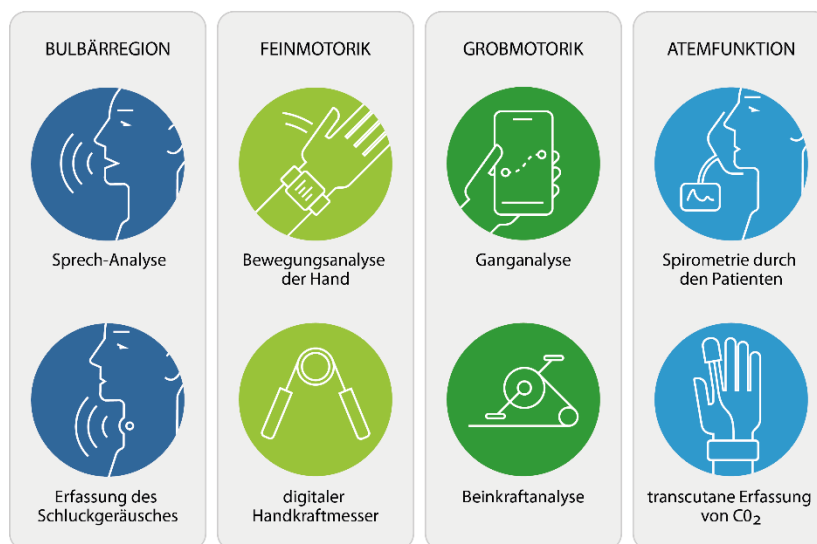 BULBÄRREGION
Sprech-Analyse
Erfassung des
Schluckgeräusches
FEINMOTORIK
Bewegungsanalyse
der Hand
digitaler
Handkraftmesser
GROBMOTORIK
Ganganalyse
Beinkraftanalyse
ATEMFUNKTION
Spirometrie durch
den Patienten
transcutane Erfassung
von C0₂